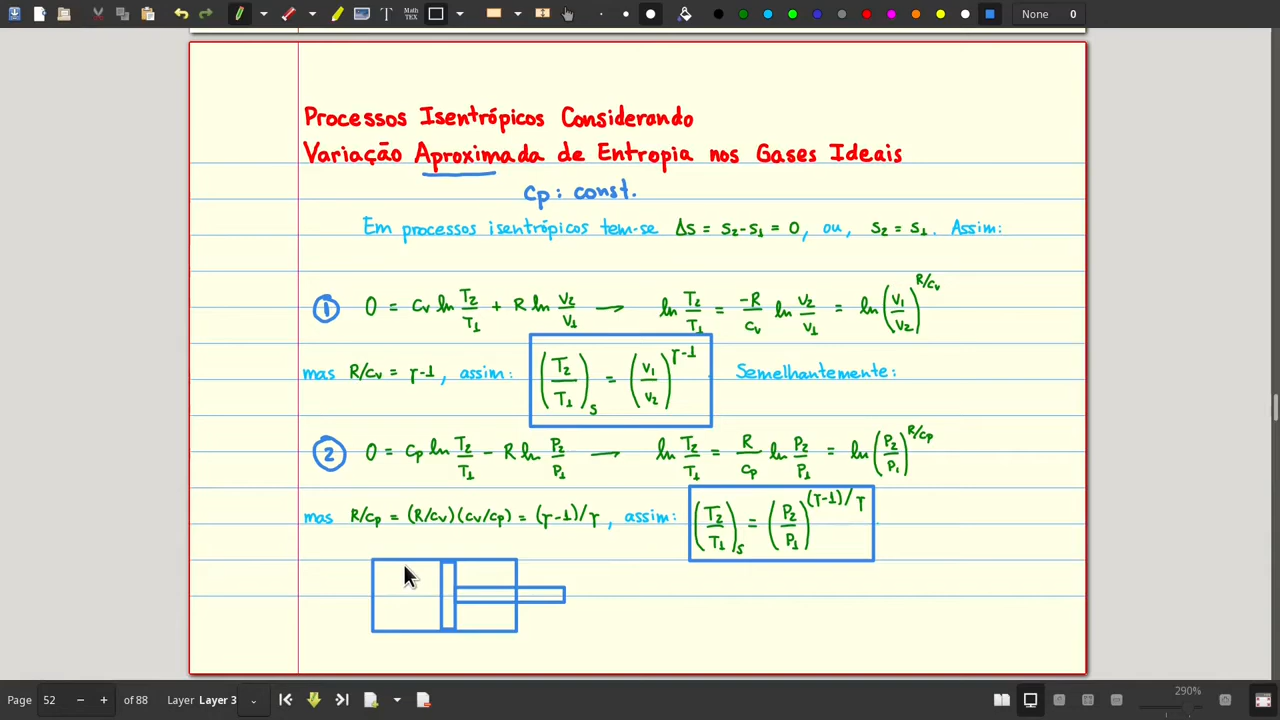 Math
TEX
None 0
Processos Isentrópicos Considerando
Variação Aproximada de Entropia nos Gases Ideais
cp: const.
Em processos isentrópicos tem-se Δs = s₂-s₁ = 0, ou, s₂ = s₁. Assim:
① 0 = cv ln T₂/T₁ + R ln v₂/v₁ → ln T₂/T₁ = -R/cv ln v₂/v₁ = ln (v₁/v₂)^R/cv
mas R/cv = γ-1, assim: (T₂/T₁)s = (v₁/v₂)^γ-1 Semelhantemente:
② 0 = cp ln T₂/T₁ - R ln P₂/P₁ → ln T₂/T₁ = R/cp ln P₂/P₁ = ln (P₂/P₁)^R/cp
mas R/cp = (R/cv)(cv/cp) = (γ-1)/γ, assim: (T₂/T₁)s = (P₂/P₁)^(γ-1)/γ
Page 52 of 88 Layer Layer 3 290%